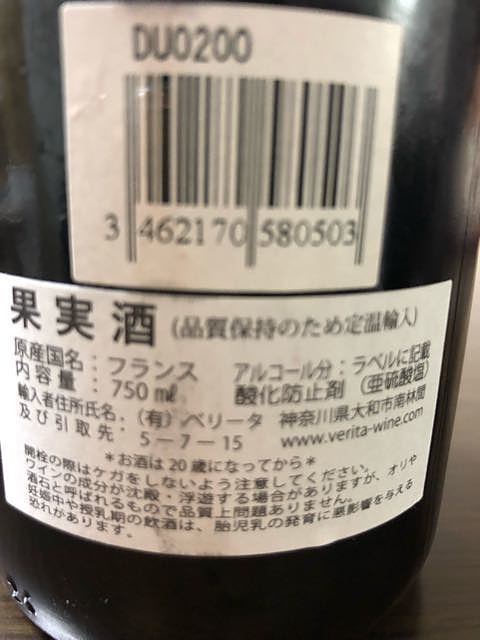 DU0200
3 462170 580503
果実酒 (品質保持のため定温輸入)
原産国名：フランス アルコール分：ラベルに記載
内容量：750㎖ 酸化防止剤（亜硫酸塩）
輸入者住所氏名、（有）ベリータ 神奈川県大和市南林間
及び引取先：5－7－15 www.verita-wine.com
＊お酒は20歳になってから＊
開栓の際はケガをしないよう注意してください。
ワインの成分が沈殿・浮遊する場合がありますが、オリや
酒石と呼ばれるもので品質上問題ありません。
妊娠中や授乳期の飲酒は、胎児乳の発育に悪影響を与える
恐れがあります。